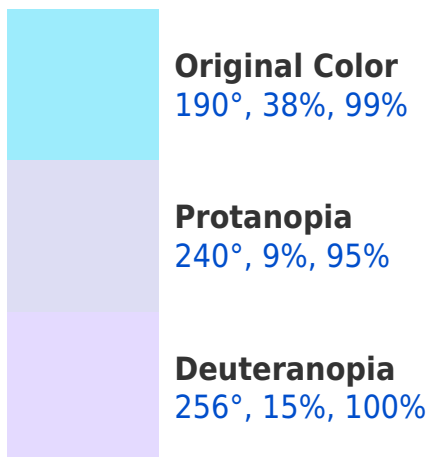 Original Color
190°, 38%, 99%
Protanopia
240°, 9%, 95%
Deuteranopia
256°, 15%, 100%